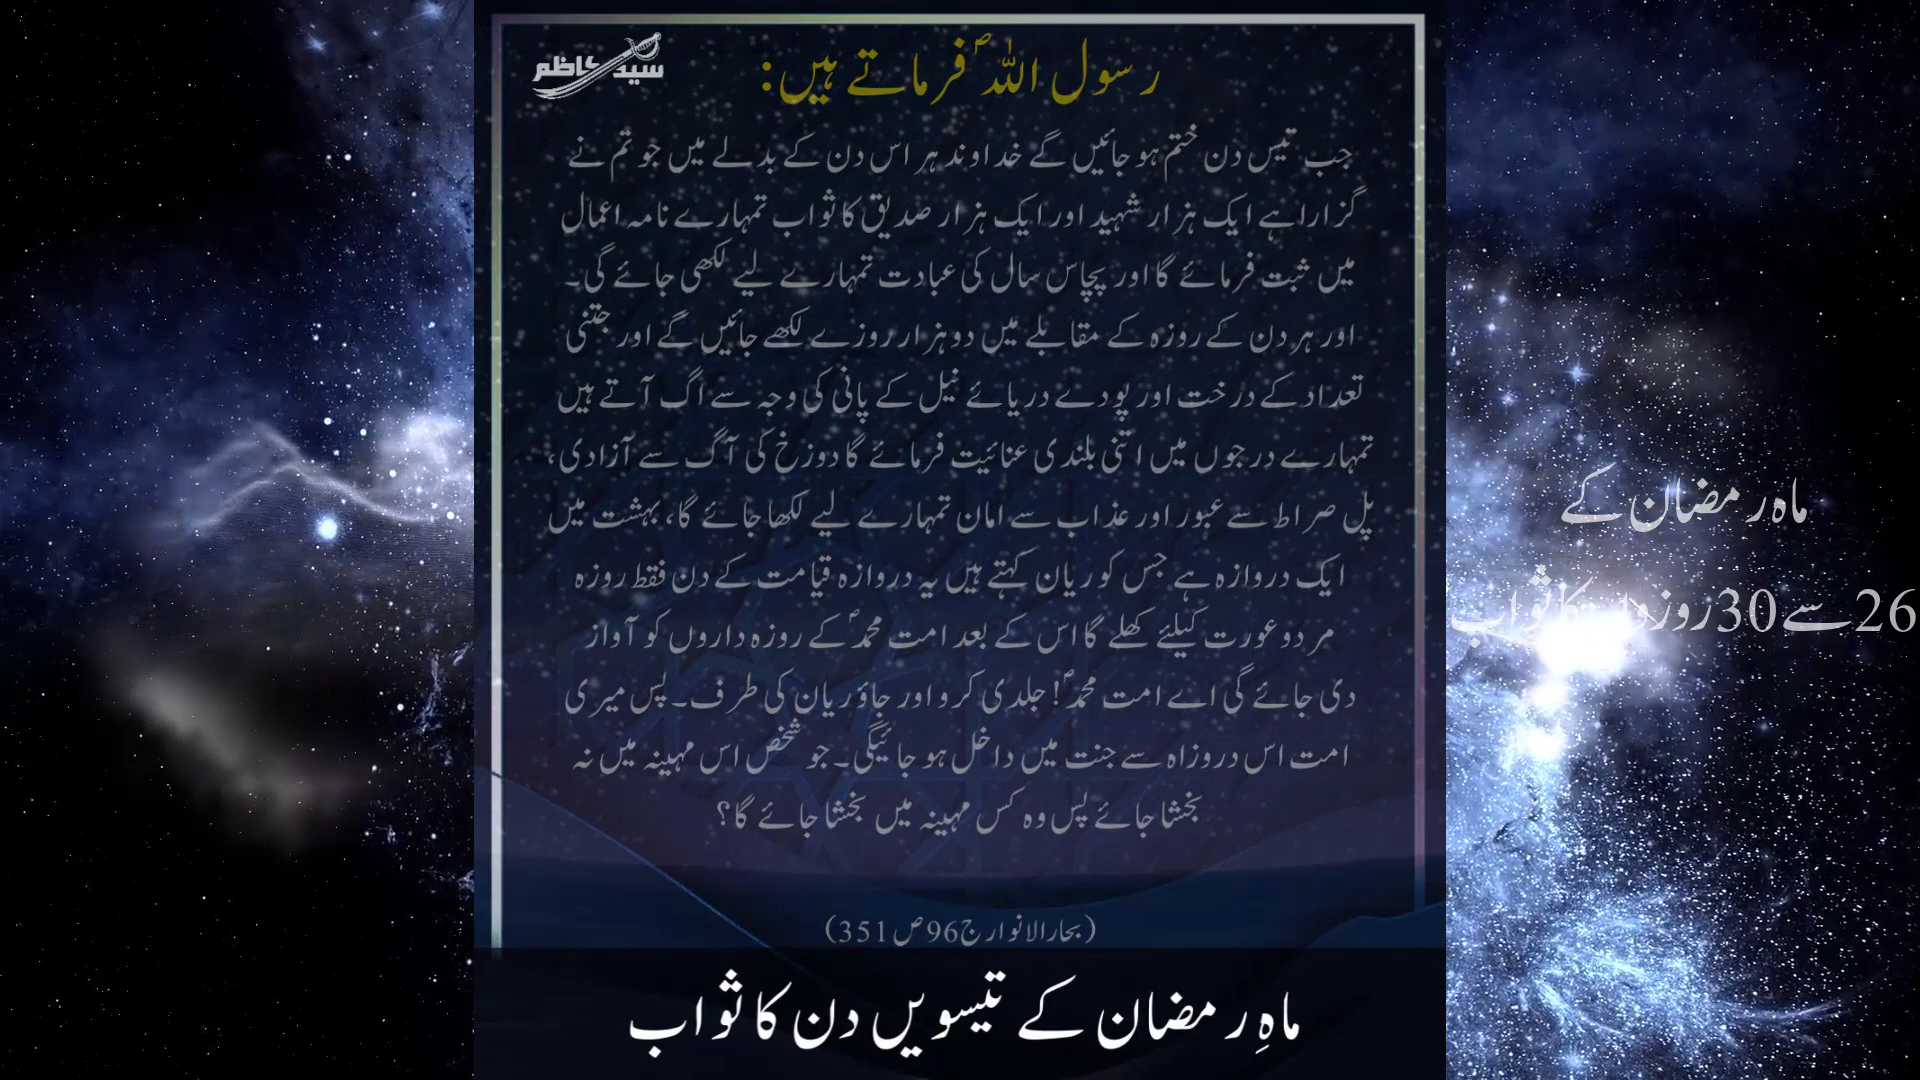 سید کاظم
رسول اللہ ؐ فرماتے ہیں:
جب تیس دن ختم ہو جائیں گے خداوند ہر اس دن کے بدلے میں جو تم نے
گزارا ہے ایک ہزار شہید اور ایک ہزار صدیق کا ثواب تمہارے نامہ اعمال
میں ثبت فرمائے گا اور پچاس سال کی عبادت تمہارے لیے لکھی جائے گی۔
اور ہر دن کے روزہ کے مقابلے میں دو ہزار روزے لکھے جائیں گے اور جتنی
تعداد کے درخت اور پودے دریائے نیل کے پانی کی وجہ سے اگ آتے ہیں
تمہارے درجوں میں اتنی بلندی عنائیت فرمائے گا دوزخ کی آگ سے آزادی،
پل صراط سے عبور اور عذاب سے امان تمہارے لیے لکھا جائے گا، بہشت میں
ایک دروازہ ہے جس کو ریان کہتے ہیں یہ دروازہ قیامت کے دن فقط روزہ
مرد و عورت کیلئے کھلے گا اس کے بعد امت محمدؐ کے روزہ داروں کو آواز
دی جائے گی اے امت محمدؐ! جلدی کرو اور جاؤ ریان کی طرف۔ پس میری
امت اس دروازاہ سے جنت میں داخل ہو جائیگی۔ جو شخص اس مہینہ میں نہ
بخشا جائے پس وہ کس مہینہ میں بخشا جائے گا؟
(بحارالانوار ج96 ص351)
ماہِ رمضان کے تیسویں دن کا ثواب
ماہ رمضان کے
26 سے 30 روزوں کا ثواب